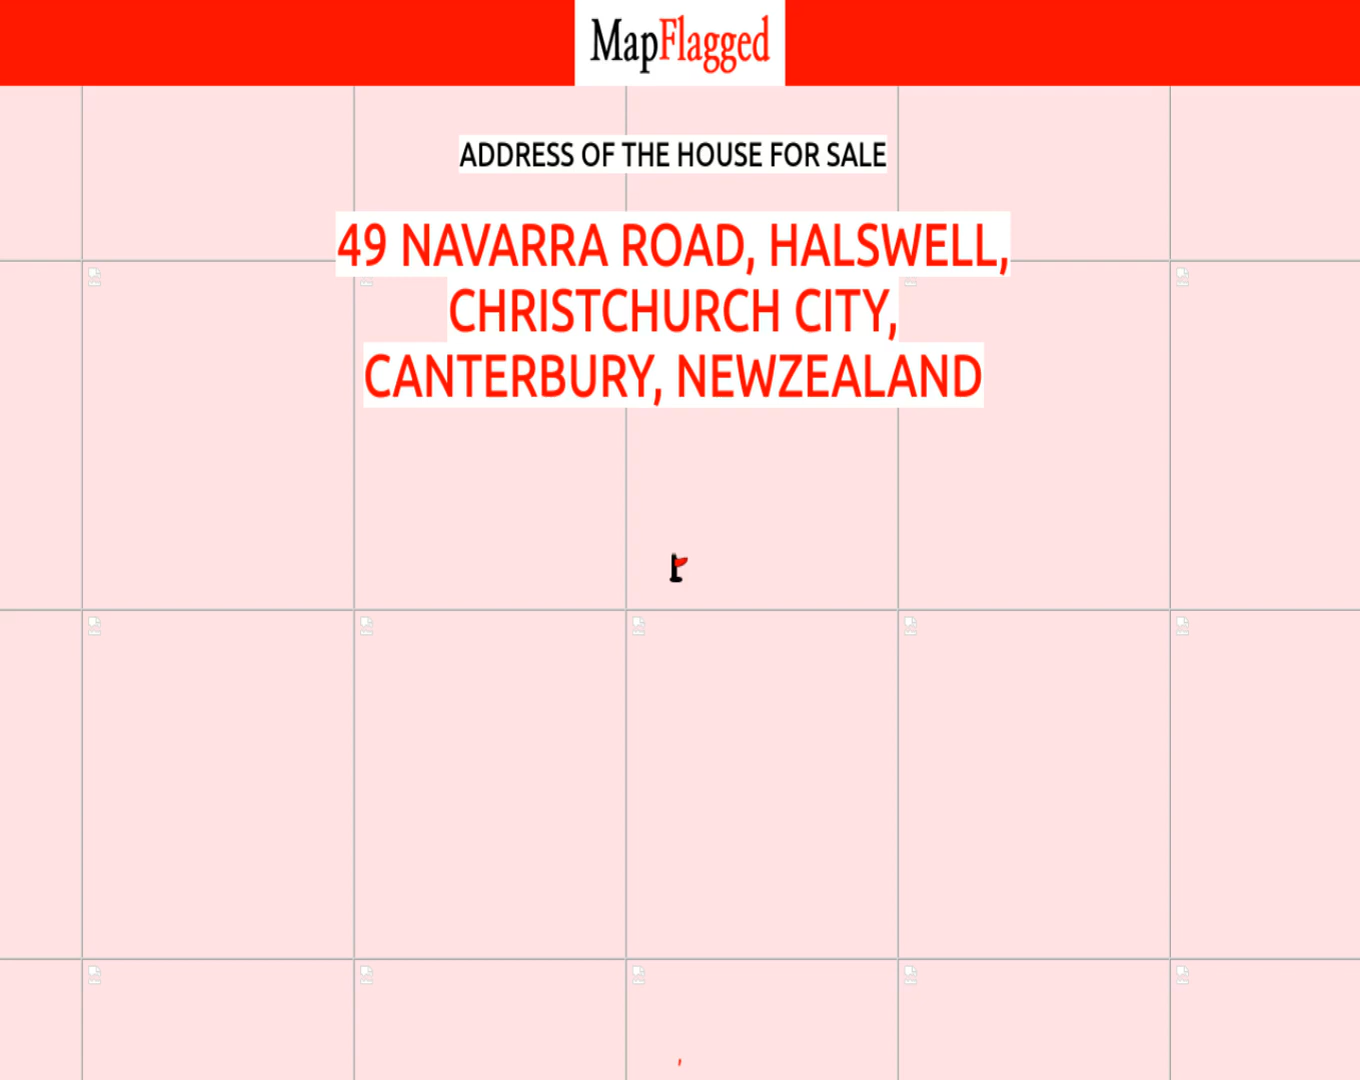 MapFlagged
ADDRESS OF THE HOUSE FOR SALE
49 NAVARRA ROAD, HALSWELL,
CHRISTCHURCH CITY,
CANTERBURY, NEWZEALAND